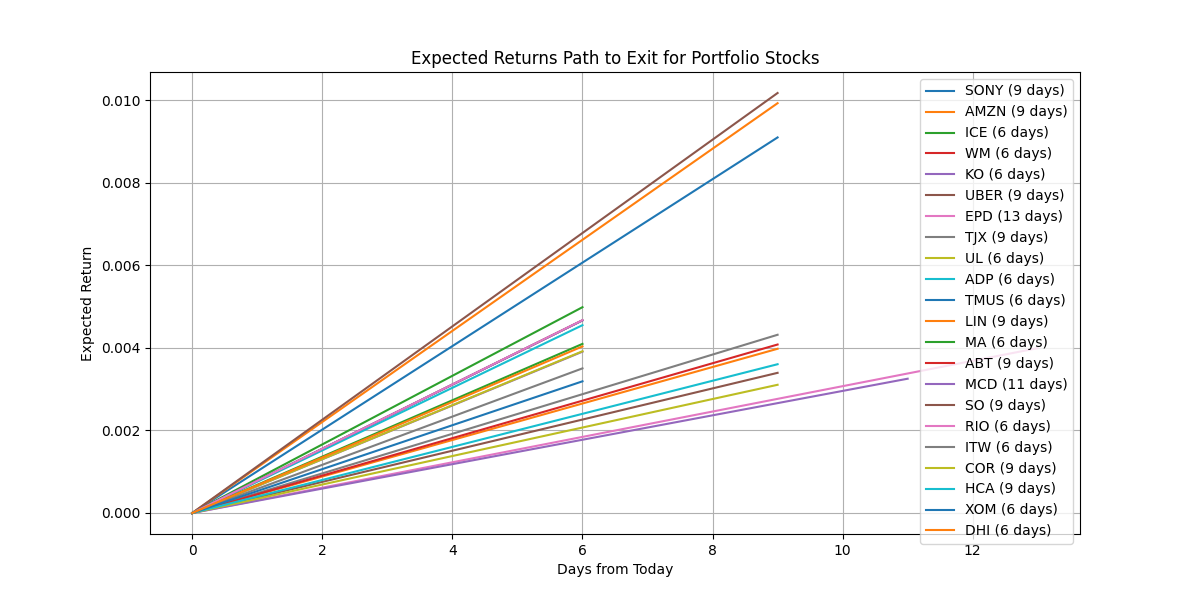 Expected Returns Path to Exit for Portfolio Stocks
Expected Return
0.010
0.008
0.006
0.004
0.002
0.000
0
2
4
6
8
10
12
Days from Today
SONY (9 days)
AMZN (9 days)
ICE (6 days)
WM (6 days)
KO (6 days)
UBER (9 days)
EPD (13 days)
TJX (9 days)
UL (6 days)
ADP (6 days)
TMUS (6 days)
LIN (9 days)
MA (6 days)
ABT (9 days)
MCD (11 days)
SO (9 days)
RIO (6 days)
ITW (6 days)
COR (9 days)
HCA (9 days)
XOM (6 days)
DHI (6 days)